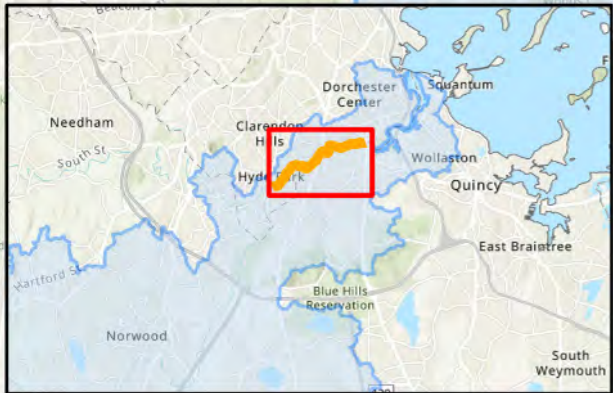 Beacon St
Dorchester
Center
Squantum
Needham
Clarendon
Hills
South St
Wollaston
Hyde Park
Quincy
East Braintree
Hartford St
Blue Hills
Reservation
Norwood
South
Weymouth